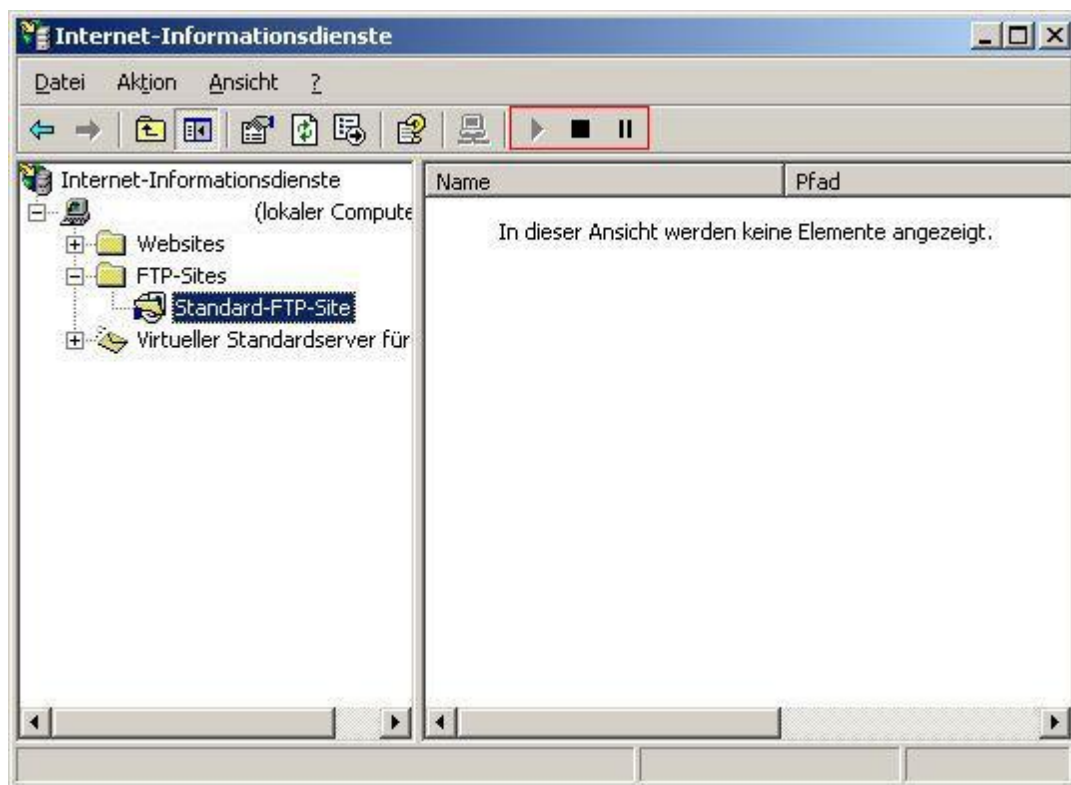 Internet-Informationsdienste
Datei Aktion Ansicht ?
Internet-Informationsdienste
(lokaler Compute
Websites
FTP-Sites
Standard-FTP-Site
Virtueller Standardserver für
Name Pfad
In dieser Ansicht werden keine Elemente angezeigt.